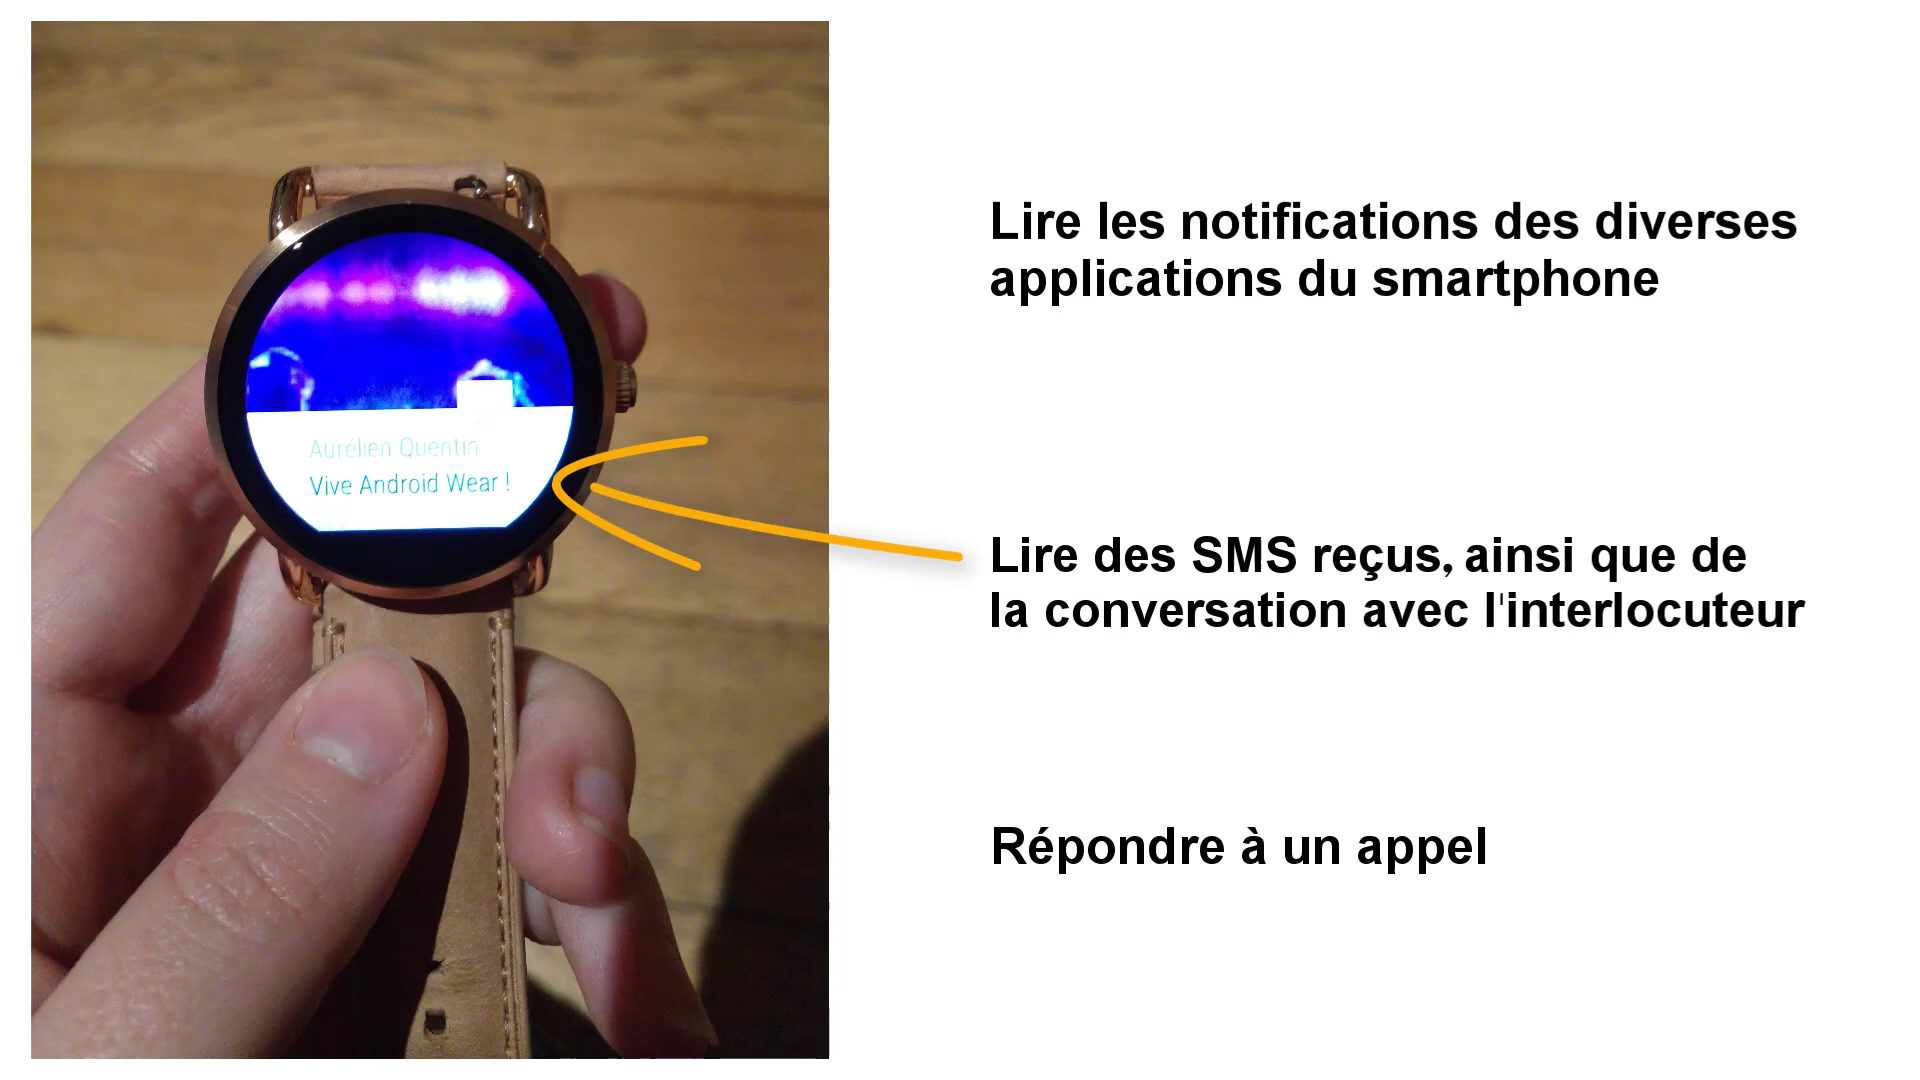 Aurélien Quentin
Vive Android Wear !
Lire les notifications des diverses
applications du smartphone
Lire des SMS reçus, ainsi que de
la conversation avec l'interlocuteur
Répondre à un appel